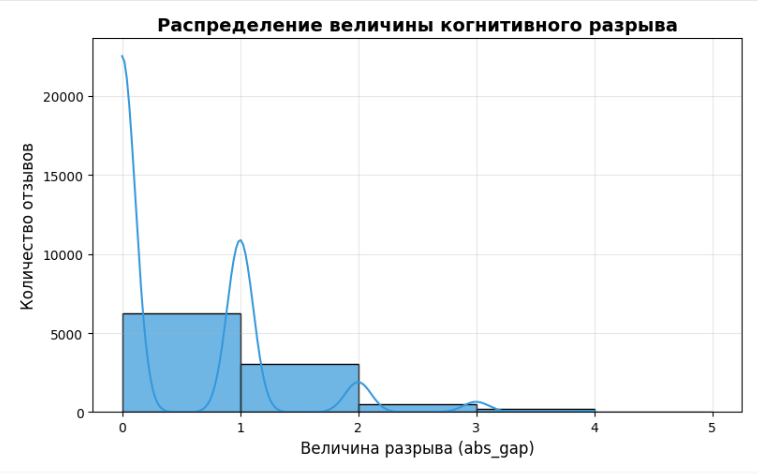 Распределение величины когнитивного разрыва
Количество отзывов
20000
15000
10000
5000
0
0 1 2 3 4 5
Величина разрыва (abs_gap)